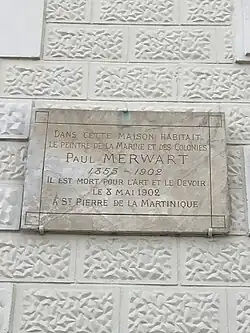 DANS CETTE MAISON HABITAIT
LE PEINTRE DE LA MARINE ET DES COLONIES
PAUL MERWART
1855 - 1902
IL EST MORT POUR L'ART ET LE DEVOIR
LE 8 MAI 1902
A ST PIERRE DE LA MARTINIQUE